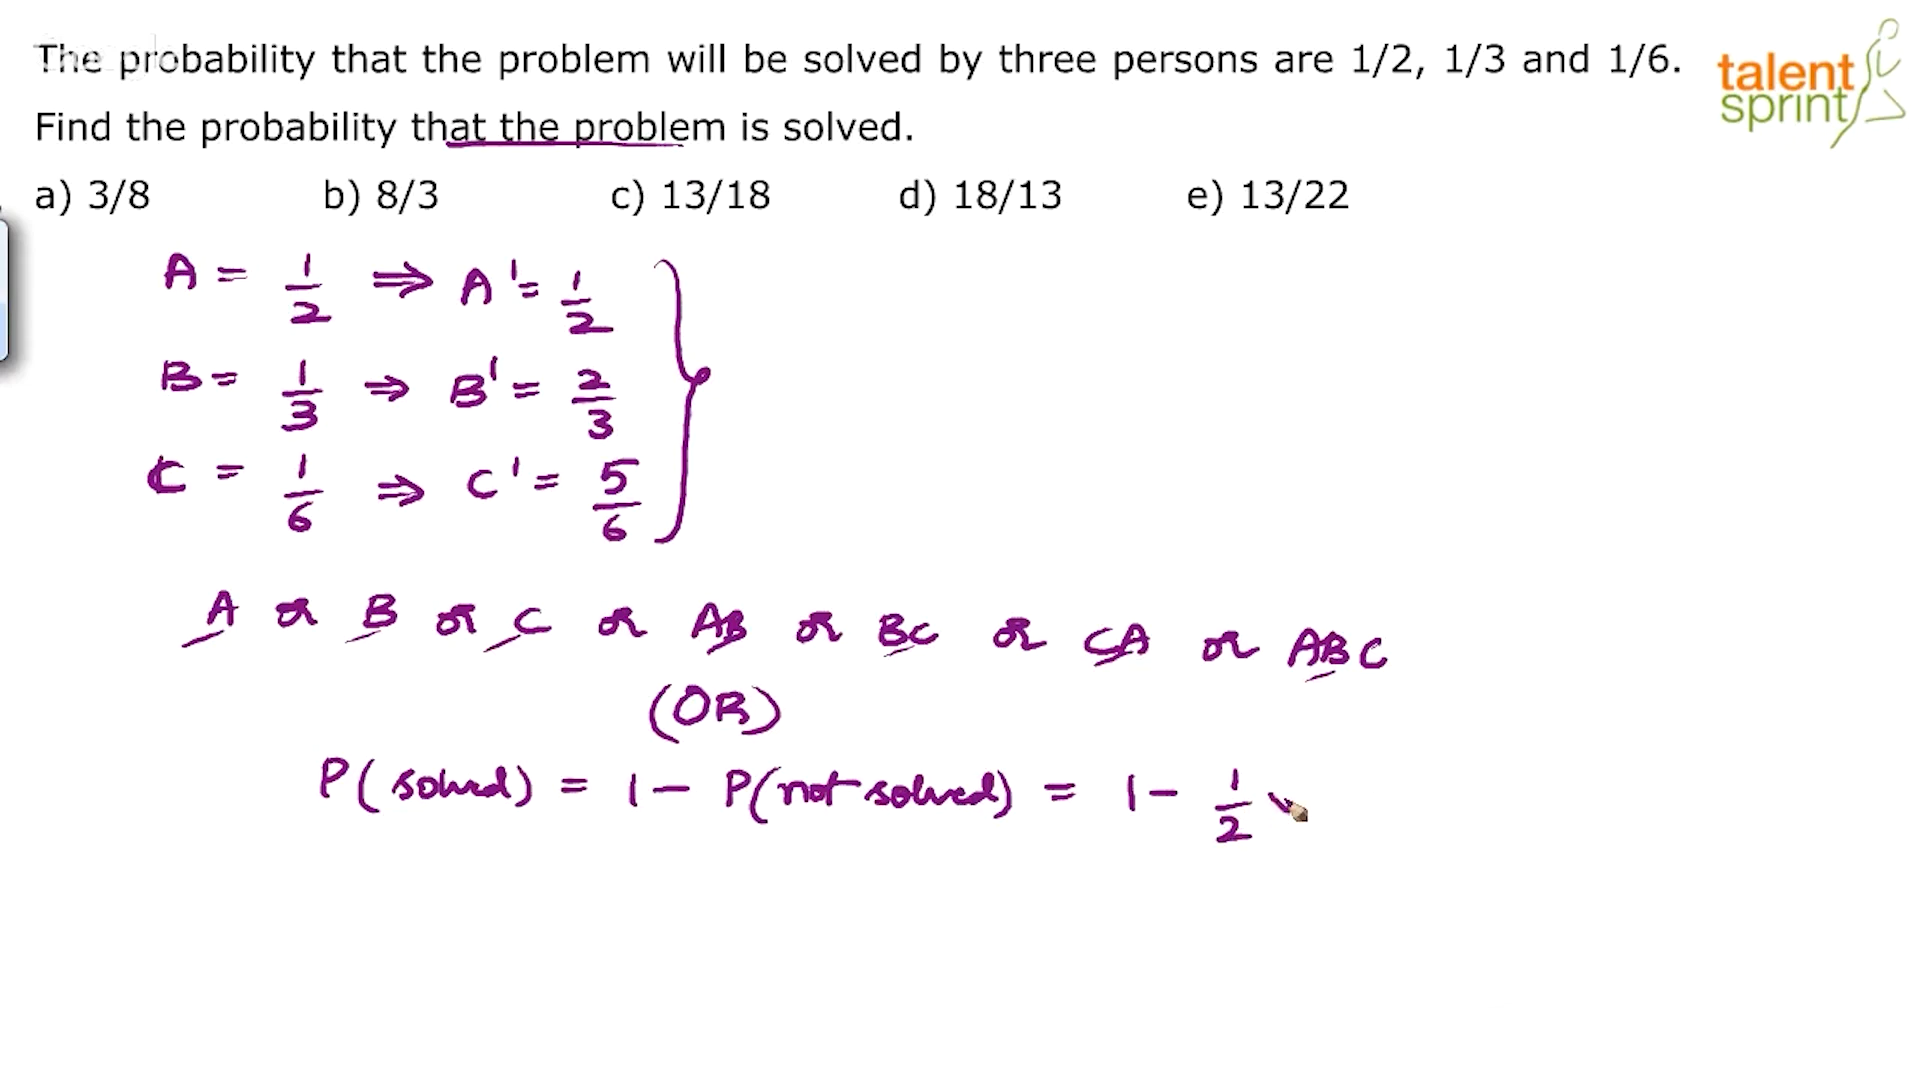 The probability that the problem will be solved by three persons are 1/2, 1/3 and 1/6.
talent
sprint
Find the probability that the problem is solved.
a) 3/8 b) 8/3 c) 13/18 d) 18/13 e) 13/22
A = 1/2 ⇒ A' = 1/2
B = 1/3 ⇒ B' = 2/3
C = 1/6 ⇒ C' = 5/6
A or B or C or AB or BC or CA or ABC
(OR)
P(solved) = 1 - P(not solved) = 1 - 1/2